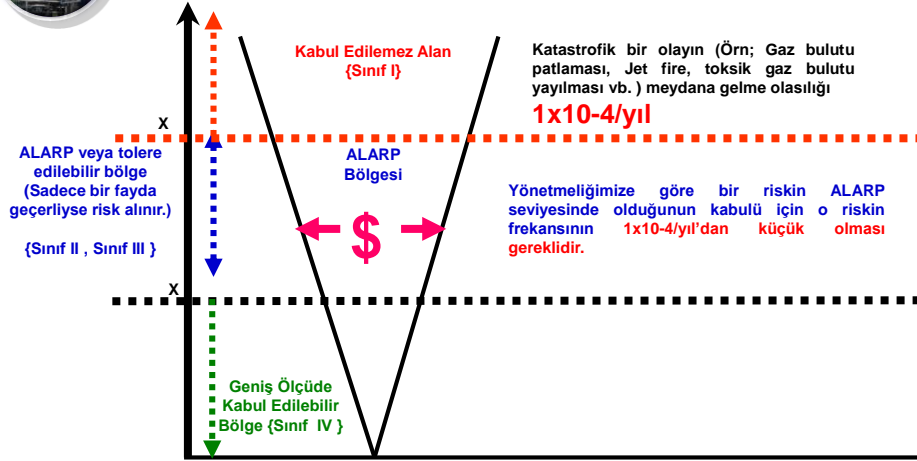 Kabul Edilemez Alan
{Sınıf I}
Katastrofik bir olayın (Örn; Gaz bulutu
patlaması, Jet fire, toksik gaz bulutu
yayılması vb. ) meydana gelme olasılığı
1x10-4/yıl
X
ALARP veya tolere
edilebilir bölge
(Sadece bir fayda
geçerliyse risk alınır.)
{Sınıf II , Sınıf III }
ALARP
Bölgesi
$
Yönetmeliğimize göre bir riskin ALARP
seviyesinde olduğunun kabulü için o riskin
frekansının 1x10-4/yıl’dan küçük olması
gereklidir.
X
Geniş Ölçüde
Kabul Edilebilir
Bölge {Sınıf IV }